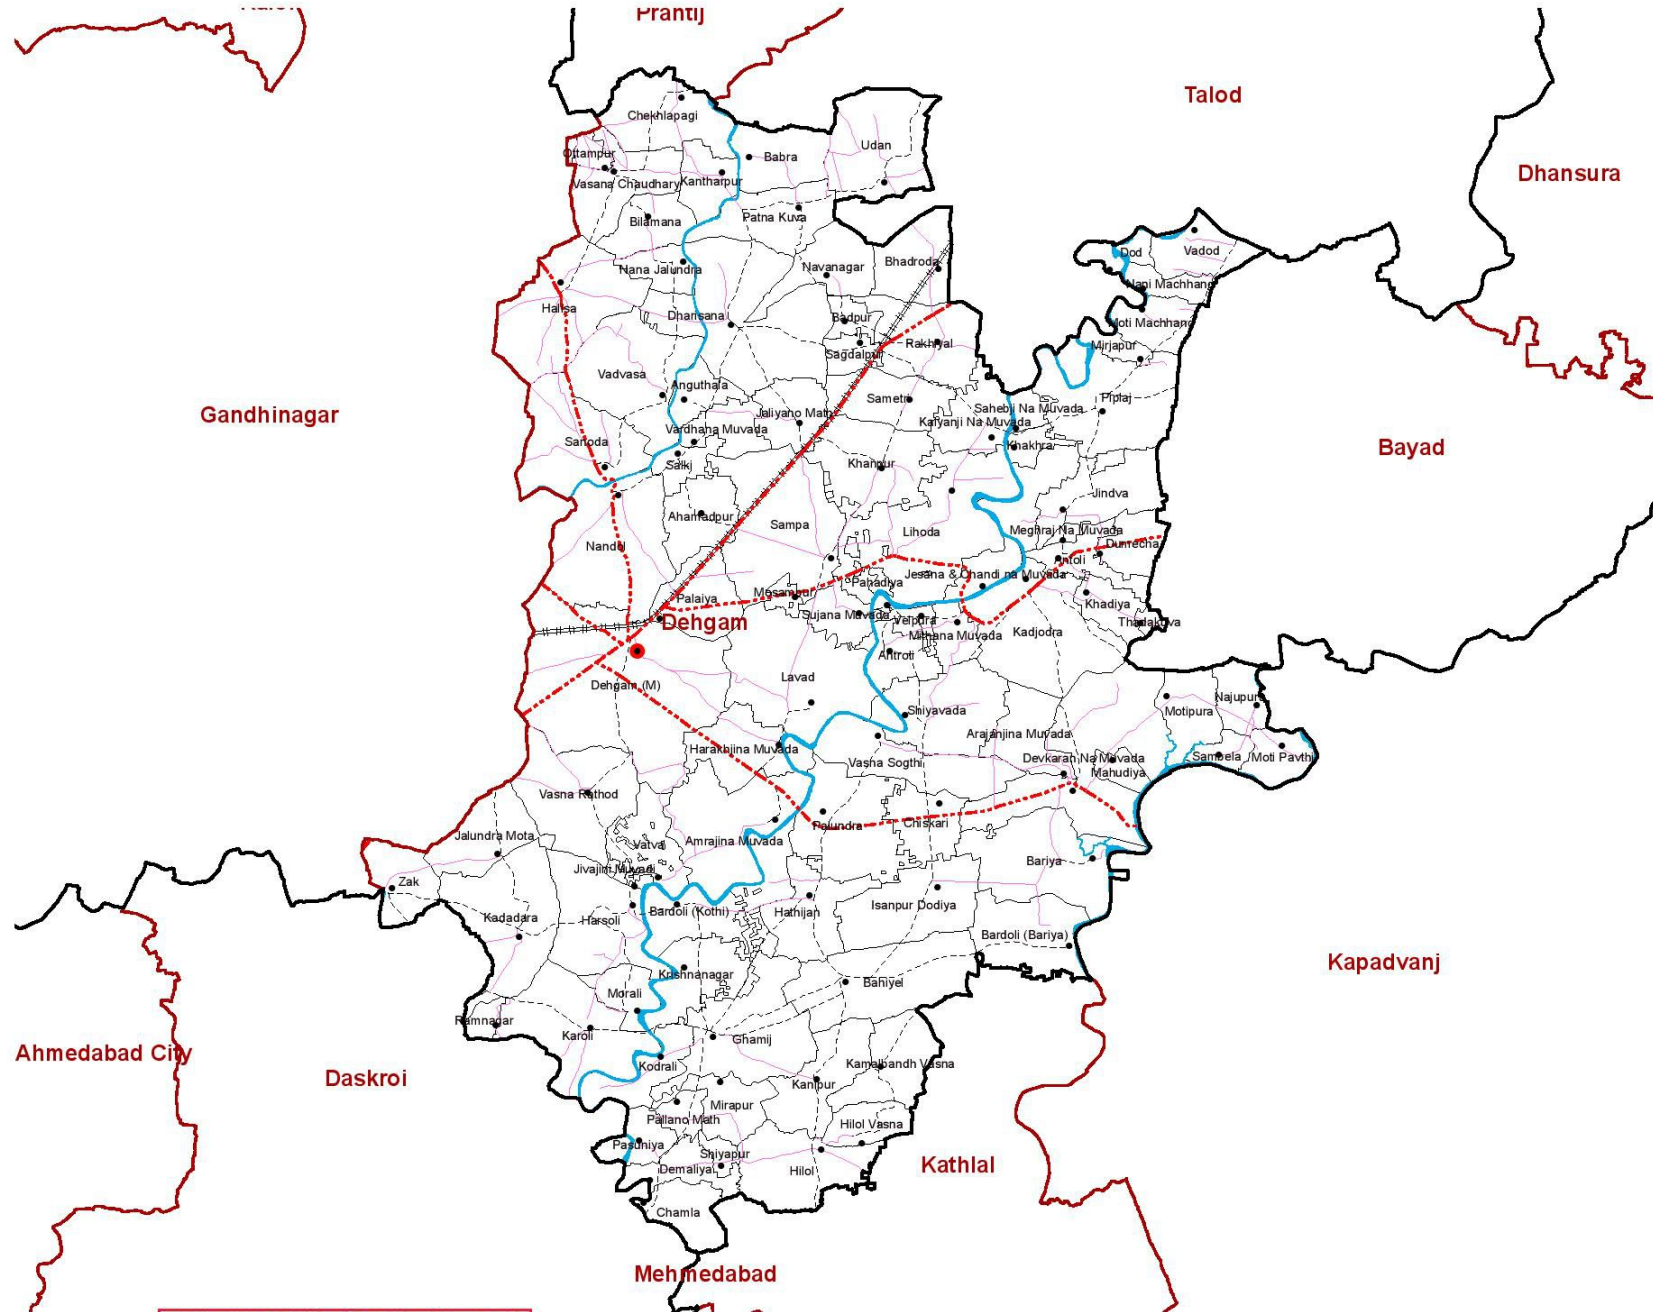 Prantij
Talod
Chekhlapagi
Udan
Ottampur
Babra
Dhansura
Vasana Chaudhary
Kantharpur
Bilamana
Patna Kuva
Dod
Vadod
Nana Jalundra
Navanagar
Bhadroda
Nani Machhang
Halisa
Dharisana
Badpur
Moti Machhang
Sagdalpur
Rakhiyal
Mirjapur
Vadvasa
Anguthala
Gandhinagar
Jaliyano Math
Sametri
Sahebji Na Muvada
Piplaj
Vardhana Muvada
Kalyanji Na Muvada
Sanoda
Khakhra
Bayad
Salki
Khanpur
Jindva
Ahamadpur
Sampa
Lihoda
Meghraj Na Muvada
Nandol
Dumecha
Antoli
Pahadiya
Jesana & Chandi na Muvada
Palaiya
Mosampur
Khadiya
Sujana Muvada
Velpura
Thadakuva
Dehgam
Mithana Muvada
Kadjodra
Antroli
Dehgam (M)
Lavad
Najupura
Motipura
Shiyavada
Arajanjina Muvada
Harakhjina Muvada
Vasna Sogthi
Devkaran Na Muvada
Sambela
Moti Pavthi
Mahudiya
Vasna Rathod
Palundra
Chiskari
Jalundra Mota
Vatva
Amrajina Muvada
Bariya
Zak
Kadadara
Harsoli
Bardoli (Kothi)
Hathijan
Isanpur Dodiya
Bardoli (Bariya)
Kapadvanj
Krishnanagar
Bahiyel
Morali
Ramnagar
Karoli
Ghamij
Ahmedabad City
Daskroi
Kodrali
Kamalbandh Vasna
Kanipur
Mirapur
Pallano Math
Hilol Vasna
Pasuniya
Shiyapur
Kathlal
Demaliya
Hilol
Chamla
Mehmedabad